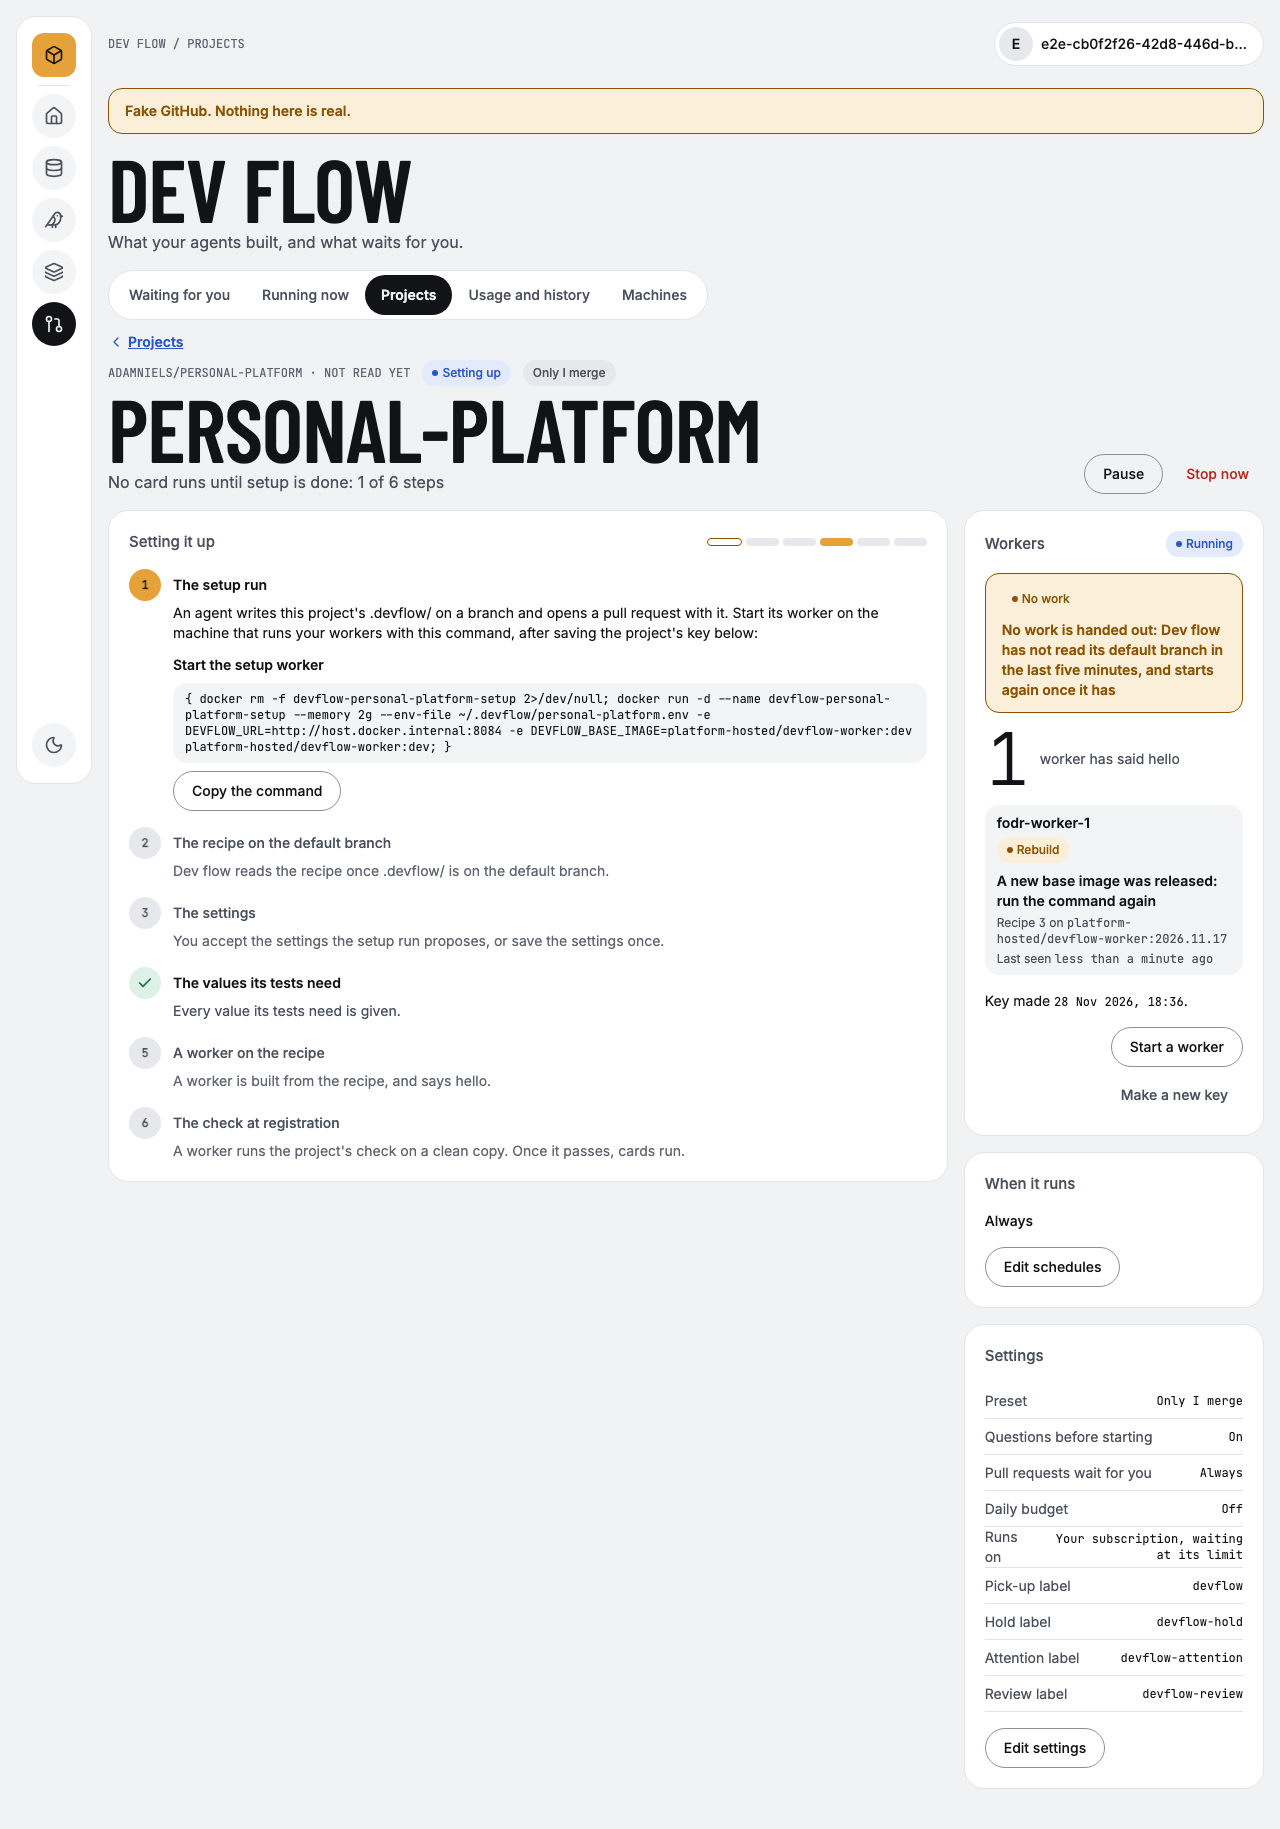 DEV FLOW / PROJECTS
E
e2e-cb0f2f26-42d8-446d-b...
Fake GitHub. Nothing here is real.
DEV FLOW
What your agents built, and what waits for you.
Waiting for you
Running now
Projects
Usage and history
Machines
Projects
ADAMNIELS/PERSONAL-PLATFORM · NOT READ YET
Setting up
Only I merge
PERSONAL-PLATFORM
No card runs until setup is done: 1 of 6 steps
Pause
Stop now
Setting it up
1
The setup run
An agent writes this project's .devflow/ on a branch and opens a pull request with it. Start its worker on the
machine that runs your workers with this command, after saving the project's key below:
Start the setup worker
{ docker rm -f devflow-personal-platform-setup 2>/dev/null; docker run -d --name devflow-personal-
platform-setup --memory 2g --env-file ~/.devflow/personal-platform.env -e
DEVFLOW_URL=http://host.docker.internal:8084 -e DEVFLOW_BASE_IMAGE=platform-hosted/devflow-worker:dev
platform-hosted/devflow-worker:dev; }
Copy the command
2
The recipe on the default branch
Dev flow reads the recipe once .devflow/ is on the default branch.
3
The settings
You accept the settings the setup run proposes, or save the settings once.
The values its tests need
Every value its tests need is given.
5
A worker on the recipe
A worker is built from the recipe, and says hello.
6
The check at registration
A worker runs the project's check on a clean copy. Once it passes, cards run.
Workers
Running
No work
No work is handed out: Dev flow
has not read its default branch in
the last five minutes, and starts
again once it has
1
worker has said hello
fodr-worker-1
Rebuild
A new base image was released:
run the command again
Recipe 3 on platform-
hosted/devflow-worker:2026.11.17
Last seen less than a minute ago
Key made 28 Nov 2026, 18:36.
Start a worker
Make a new key
When it runs
Always
Edit schedules
Settings
Preset
Only I merge
Questions before starting
On
Pull requests wait for you
Always
Daily budget
Off
Runs
on
Your subscription, waiting
at its limit
Pick-up label
devflow
Hold label
devflow-hold
Attention label
devflow-attention
Review label
devflow-review
Edit settings